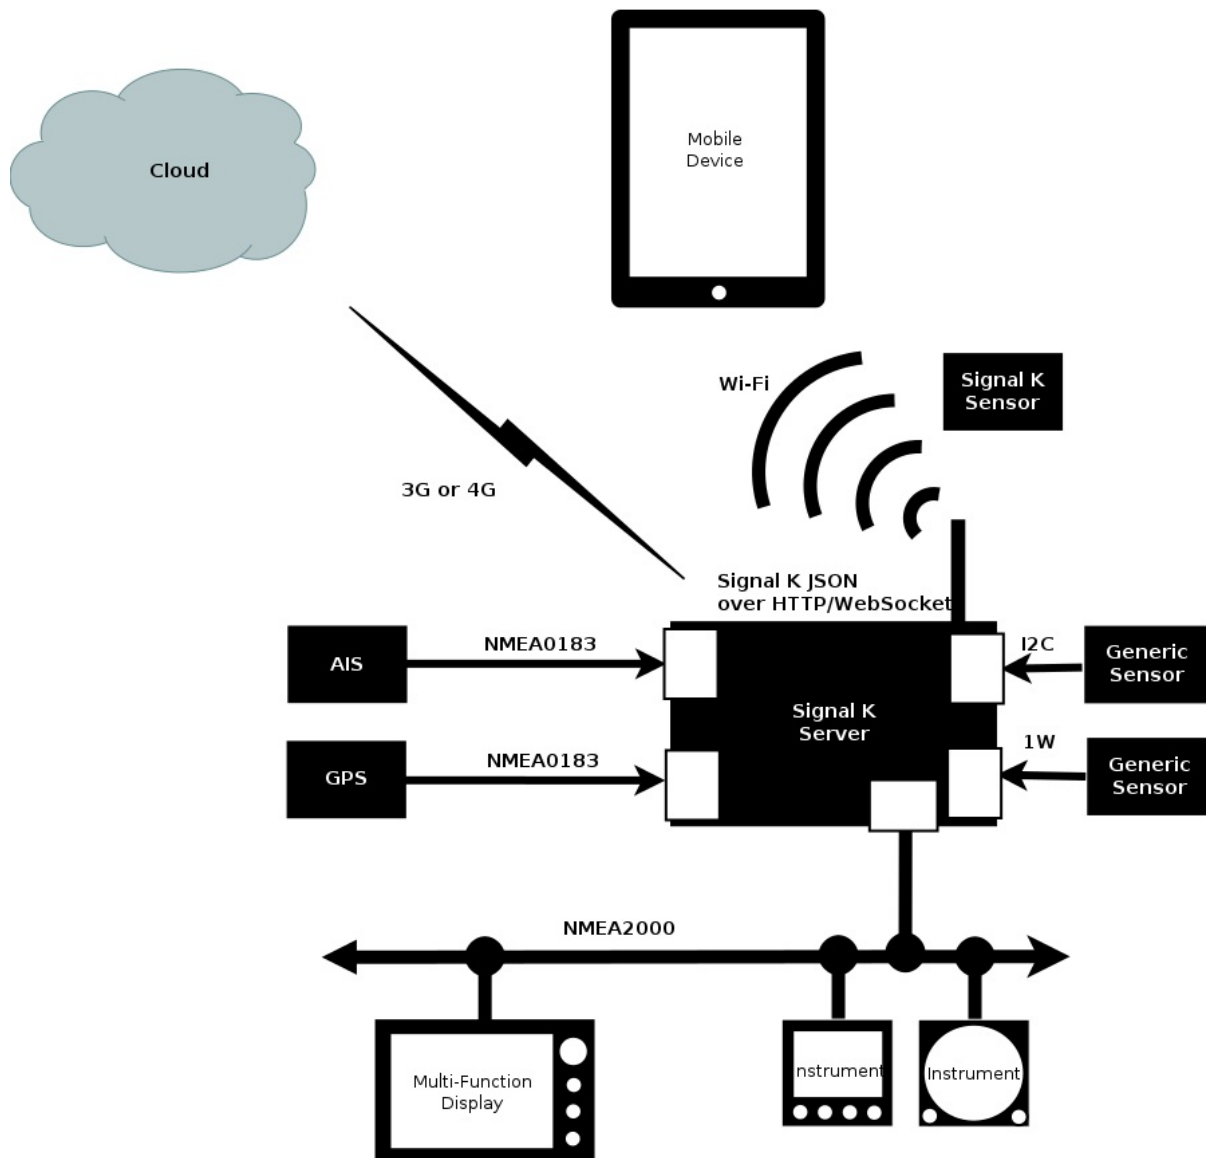 Mobile
Device
Cloud
Wi-Fi
Signal K
Sensor
3G or 4G
Signal K JSON
over HTTP/WebSocket
AIS
NMEA0183
I2C
Generic
Sensor
Signal K
Server
GPS
NMEA0183
1W
Generic
Sensor
NMEA2000
Multi-Function
Display
nstrument
Instrument